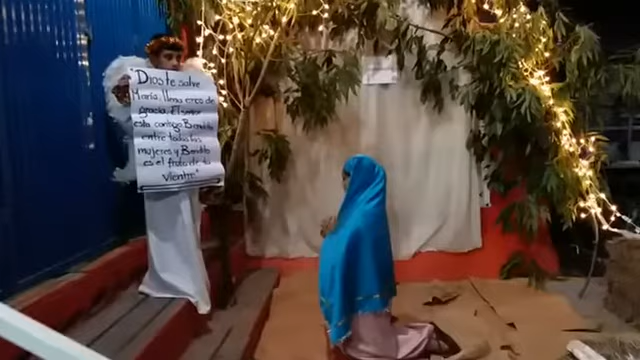 "Dios te salve
María, llena eres de
gracia, El señor
esta contigo. Bendita
entre todas las
mujeres y Bendito
es el fruto de tu
vientre"